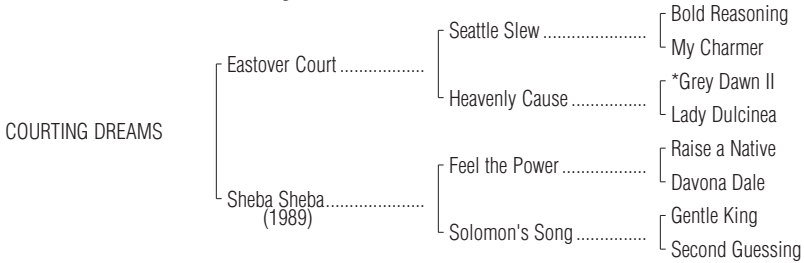 Bold Reasoning
Seattle Slew ......................
My Charmer
Eastover Court ..................
*Grey Dawn II
Heavenly Cause ................
Lady Dulcinea
COURTING DREAMS
Raise a Native
Feel the Power ..................
Davona Dale
Sheba Sheba.....................
(1989)
Gentle King
Solomon's Song ...............
Second Guessing